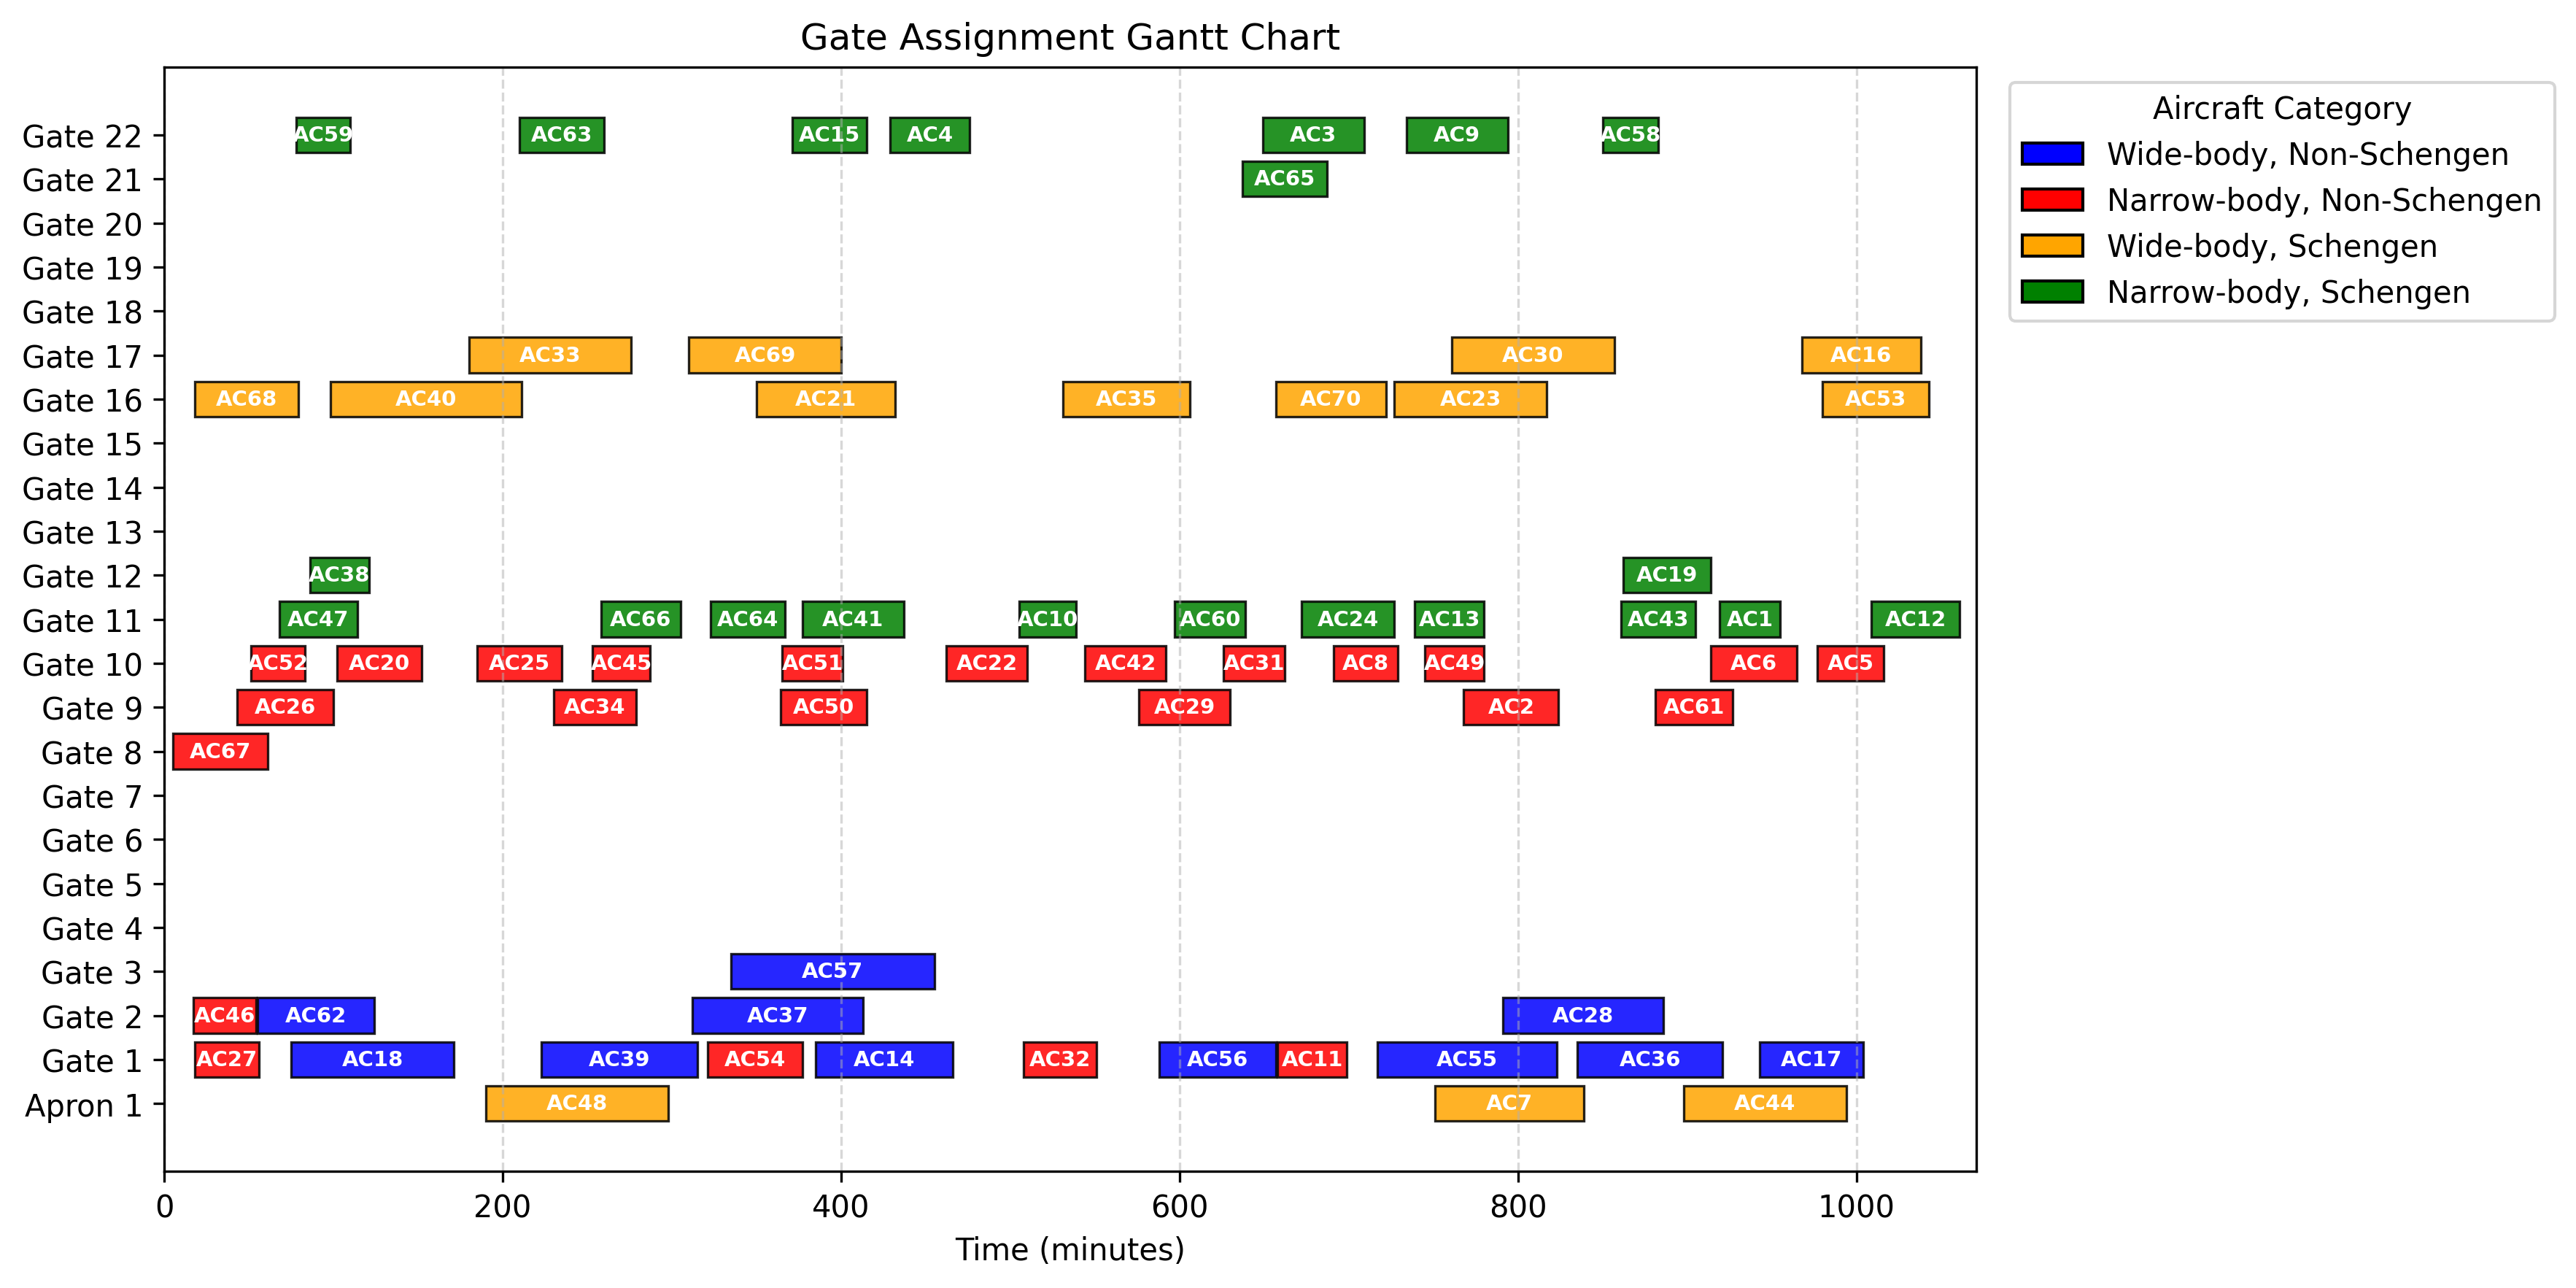 Gate Assignment Gantt Chart
Aircraft Category
Wide-body, Non-Schengen
Narrow-body, Non-Schengen
Wide-body, Schengen
Narrow-body, Schengen
Gate 22 AC59 AC63 AC15 AC4 AC3 AC9 AC58
Gate 21 AC65
Gate 20
Gate 19
Gate 18
Gate 17 AC33 AC69 AC30 AC16
Gate 16 AC68 AC40 AC21 AC35 AC70 AC23 AC53
Gate 15
Gate 14
Gate 13
Gate 12 AC38 AC19
Gate 11 AC47 AC66 AC64 AC41 AC10 AC60 AC24 AC13 AC43 AC1 AC12
Gate 10 AC52 AC20 AC25 AC45 AC51 AC22 AC42 AC31 AC8 AC49 AC6 AC5
Gate 9 AC26 AC34 AC50 AC29 AC2 AC61
Gate 8 AC67
Gate 7
Gate 6
Gate 5
Gate 4
Gate 3 AC57
Gate 2 AC46 AC62 AC37 AC28
Gate 1 AC27 AC18 AC39 AC54 AC14 AC32 AC56 AC11 AC55 AC36 AC17
Apron 1 AC48 AC7 AC44
0 200 400 600 800 1000
Time (minutes)